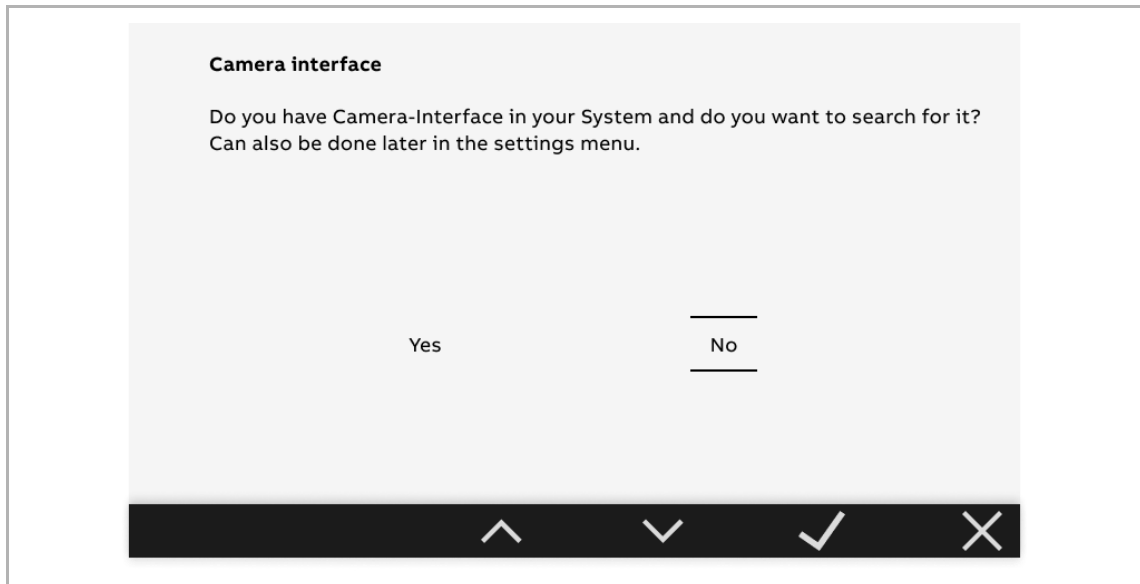 Camera interface
Do you have Camera-Interface in your System and do you want to search for it?
Can also be done later in the settings menu.
Yes No